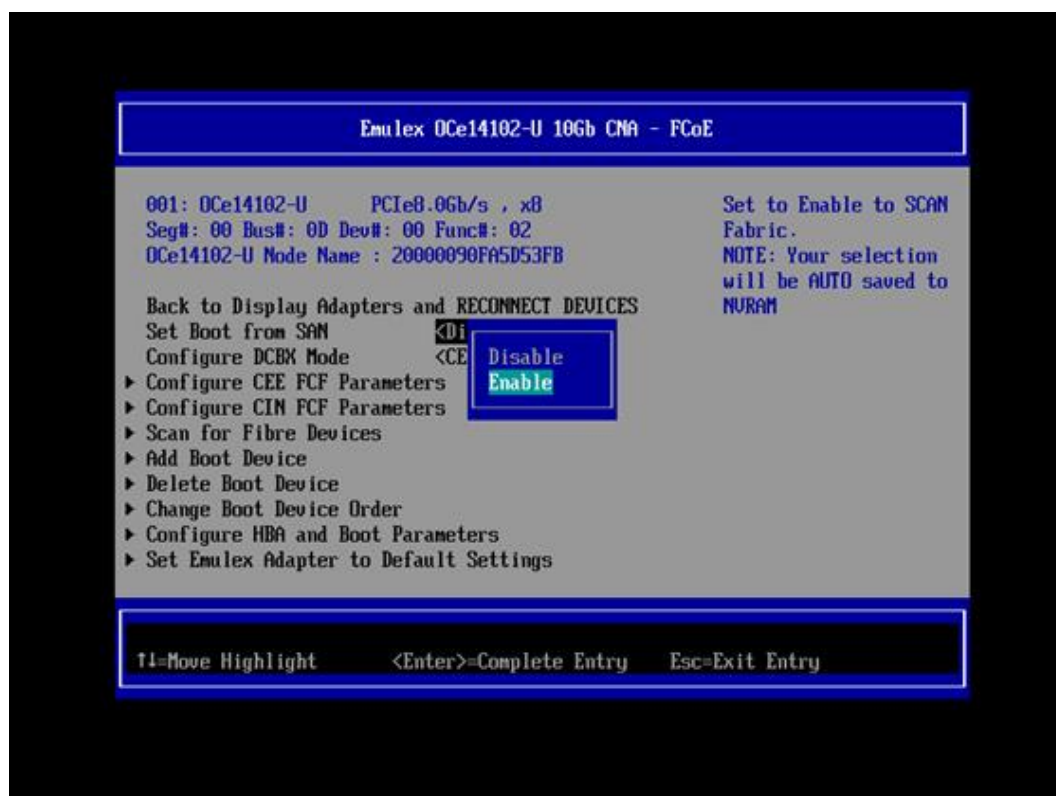 Emulex OCe14102-U 10Gb CNA - FCoE
001: OCe14102-U PCIe8.0Gb/s , x8
Seg#: 00 Bus#: 0D Dev#: 00 Func#: 02
OCe14102-U Node Name : 20000090FA5D53FB
Set to Enable to SCAN
Fabric.
NOTE: Your selection
will be AUTO saved to
NVRAM
Back to Display Adapters and RECONNECT DEVICES
Set Boot from SAN <Di
Configure DCBX Mode <CE
Disable
Enable
▶ Configure CEE FCF Parameters
▶ Configure CIN FCF Parameters
▶ Scan for Fibre Devices
▶ Add Boot Device
▶ Delete Boot Device
▶ Change Boot Device Order
▶ Configure HBA and Boot Parameters
▶ Set Emulex Adapter to Default Settings
↑↓=Move Highlight <Enter>=Complete Entry Esc=Exit Entry